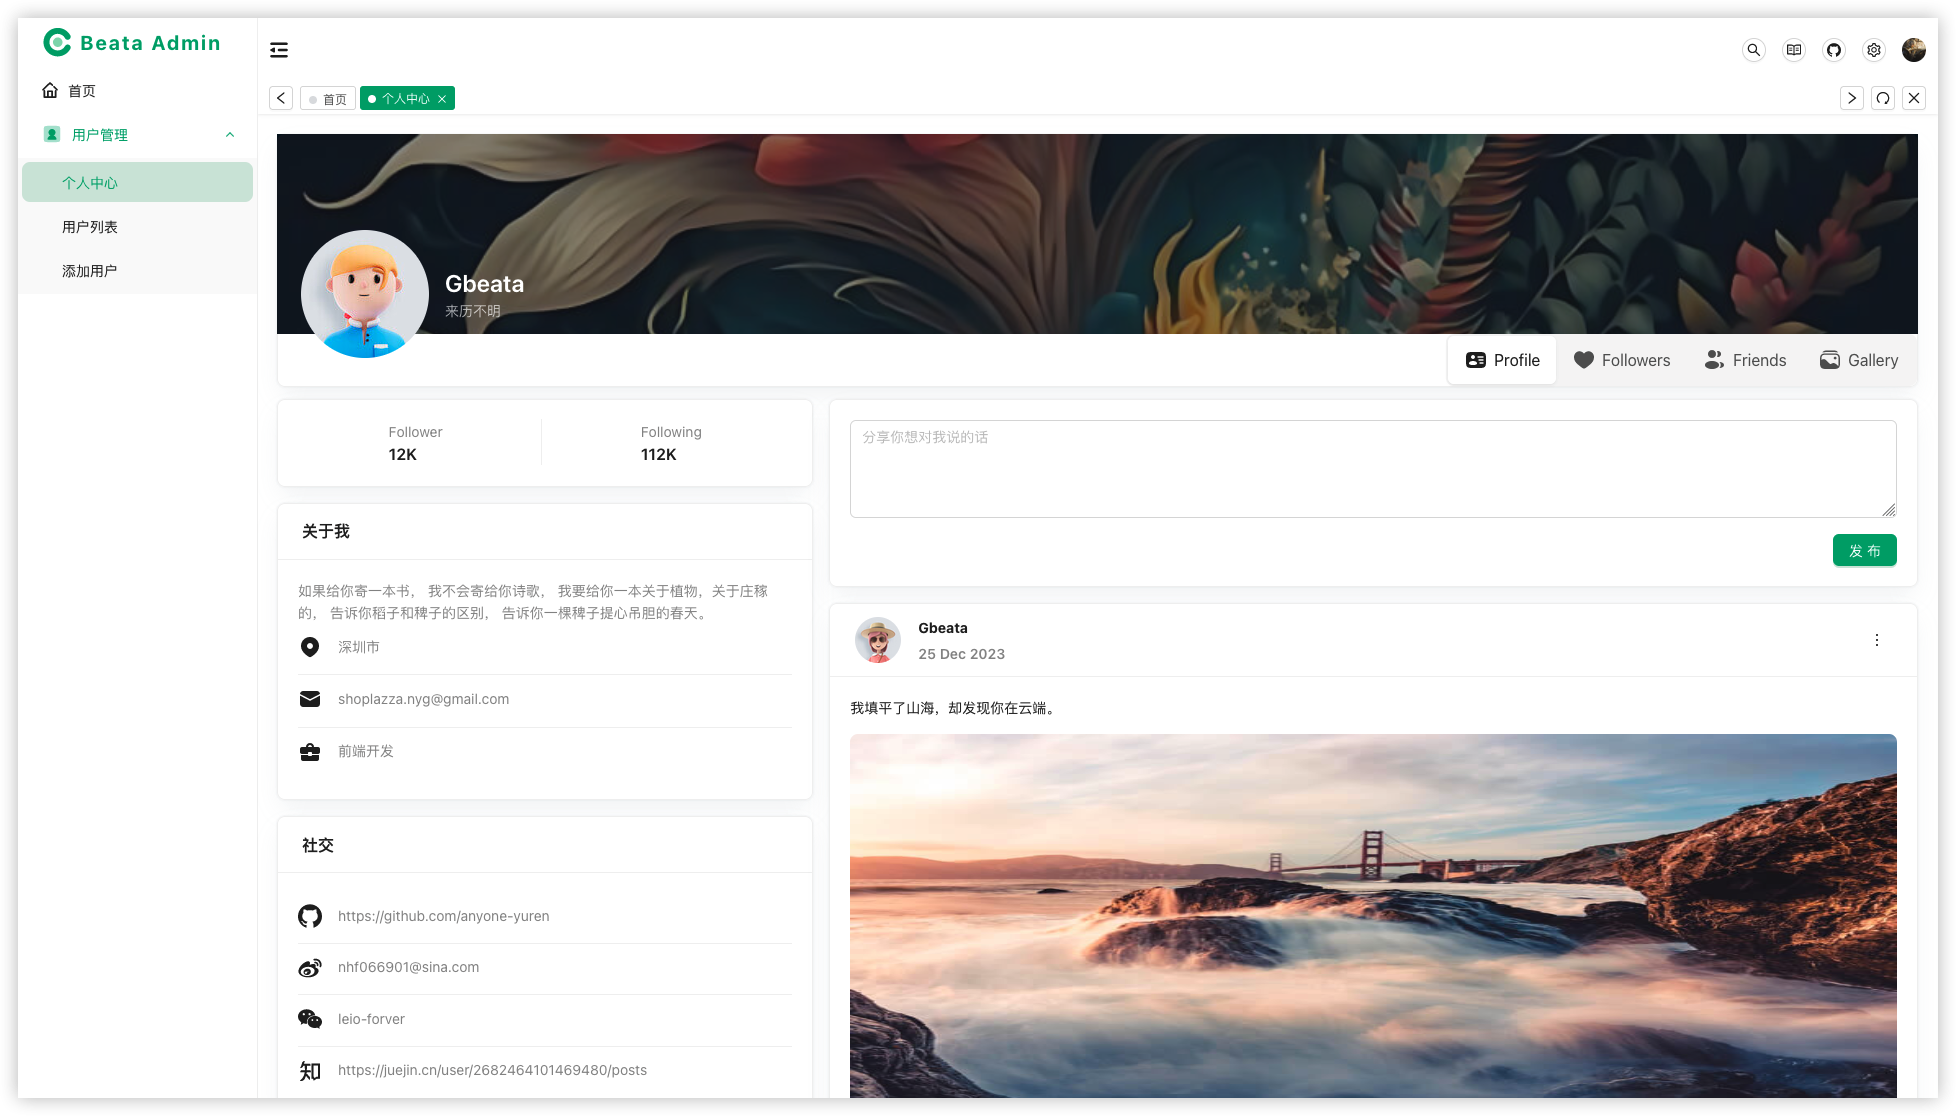 Beata Admin
首页
用户管理
个人中心
用户列表
添加用户
首页
个人中心
Gbeata
来历不明
Profile
Followers
Friends
Gallery
Follower
12K
Following
112K
关于我
如果给你寄一本书， 我不会寄给你诗歌， 我要给你一本关于植物，关于庄稼
的， 告诉你稻子和稗子的区别， 告诉你一棵稗子提心吊胆的春天。
深圳市
shoplazza.nyg@gmail.com
前端开发
社交
https://github.com/anyone-yuren
nhf066901@sina.com
leio-forver
知
https://juejin.cn/user/2682464101469480/posts
分享你想对我说的话
发 布
Gbeata
25 Dec 2023
我填平了山海，却发现你在云端。